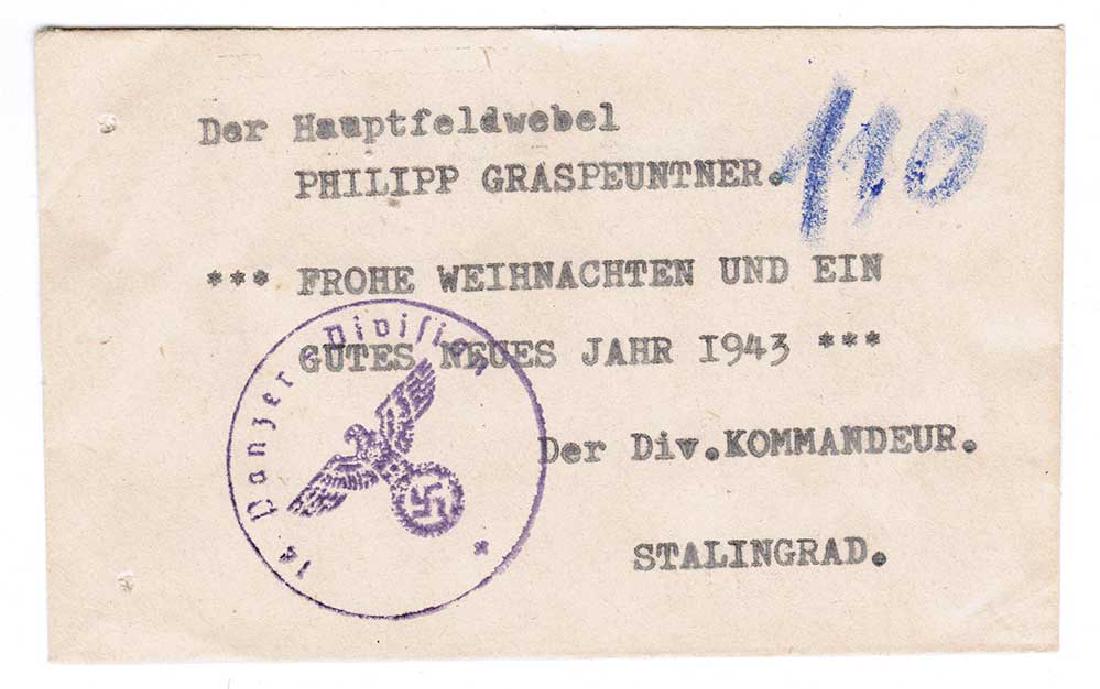 Der Hauptfeldwebel
PHILIPP GRASPEUNTNER.
110
*** FROHE WEIHNACHTEN UND EIN
GUTES NEUES JAHR 1943 ***
Der Div.KOMMANDEUR.
STALINGRAD.
Panzer-Division *